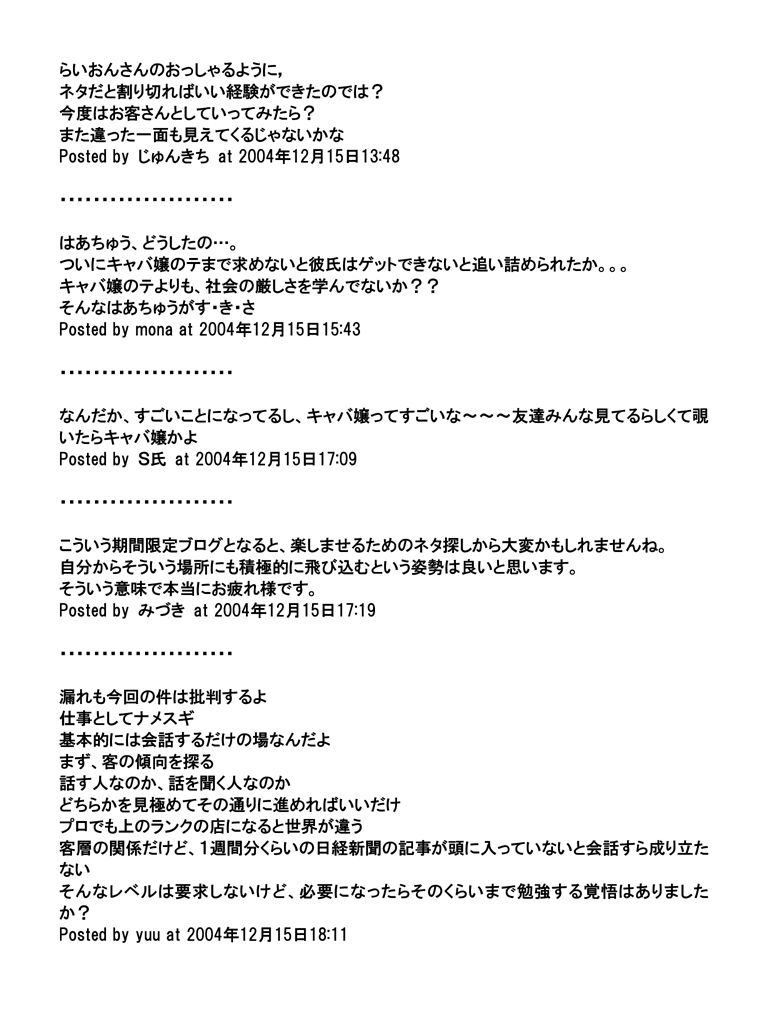 らいおんさんのおっしゃるように，
ネタだと割り切ればいい経験ができたのでは？
今度はお客さんとしていってみたら？
また違った一面も見えてくるじゃないかな
Posted by じゅんきち at 2004年12月15日13:48
・・・・・・・・・・・・・・・・・・・・・
はあちゅう、どうしたの…。
ついにキャバ嬢のテまで求めないと彼氏はゲットできないと追い詰められたか。。。
キャバ嬢のテよりも、社会の厳しさを学んでないか？？
そんなはあちゅうがす・き・さ
Posted by mona at 2004年12月15日15:43
・・・・・・・・・・・・・・・・・・・・・
なんだか、すごいことになってるし、キャバ嬢ってすごいな～～～友達みんな見てるらしくて覗
いたらキャバ嬢かよ
Posted by Ｓ氏 at 2004年12月15日17:09
・・・・・・・・・・・・・・・・・・・・・
こういう期間限定ブログとなると、楽しませるためのネタ探しから大変かもしれませんね。
自分からそういう場所にも積極的に飛び込むという姿勢は良いと思います。
そういう意味で本当にお疲れ様です。
Posted by みづき at 2004年12月15日17:19
・・・・・・・・・・・・・・・・・・・・・
漏れも今回の件は批判するよ
仕事としてナメスギ
基本的には会話するだけの場なんだよ
まず、客の傾向を探る
話す人なのか、話を聞く人なのか
どちらかを見極めてその通りに進めればいいだけ
プロでも上のランクの店になると世界が違う
客層の関係だけど、１週間分くらいの日経新聞の記事が頭に入っていないと会話すら成り立た
ない
そんなレベルは要求しないけど、必要になったらそのくらいまで勉強する覚悟はありました
か？
Posted by yuu at 2004年12月15日18:11